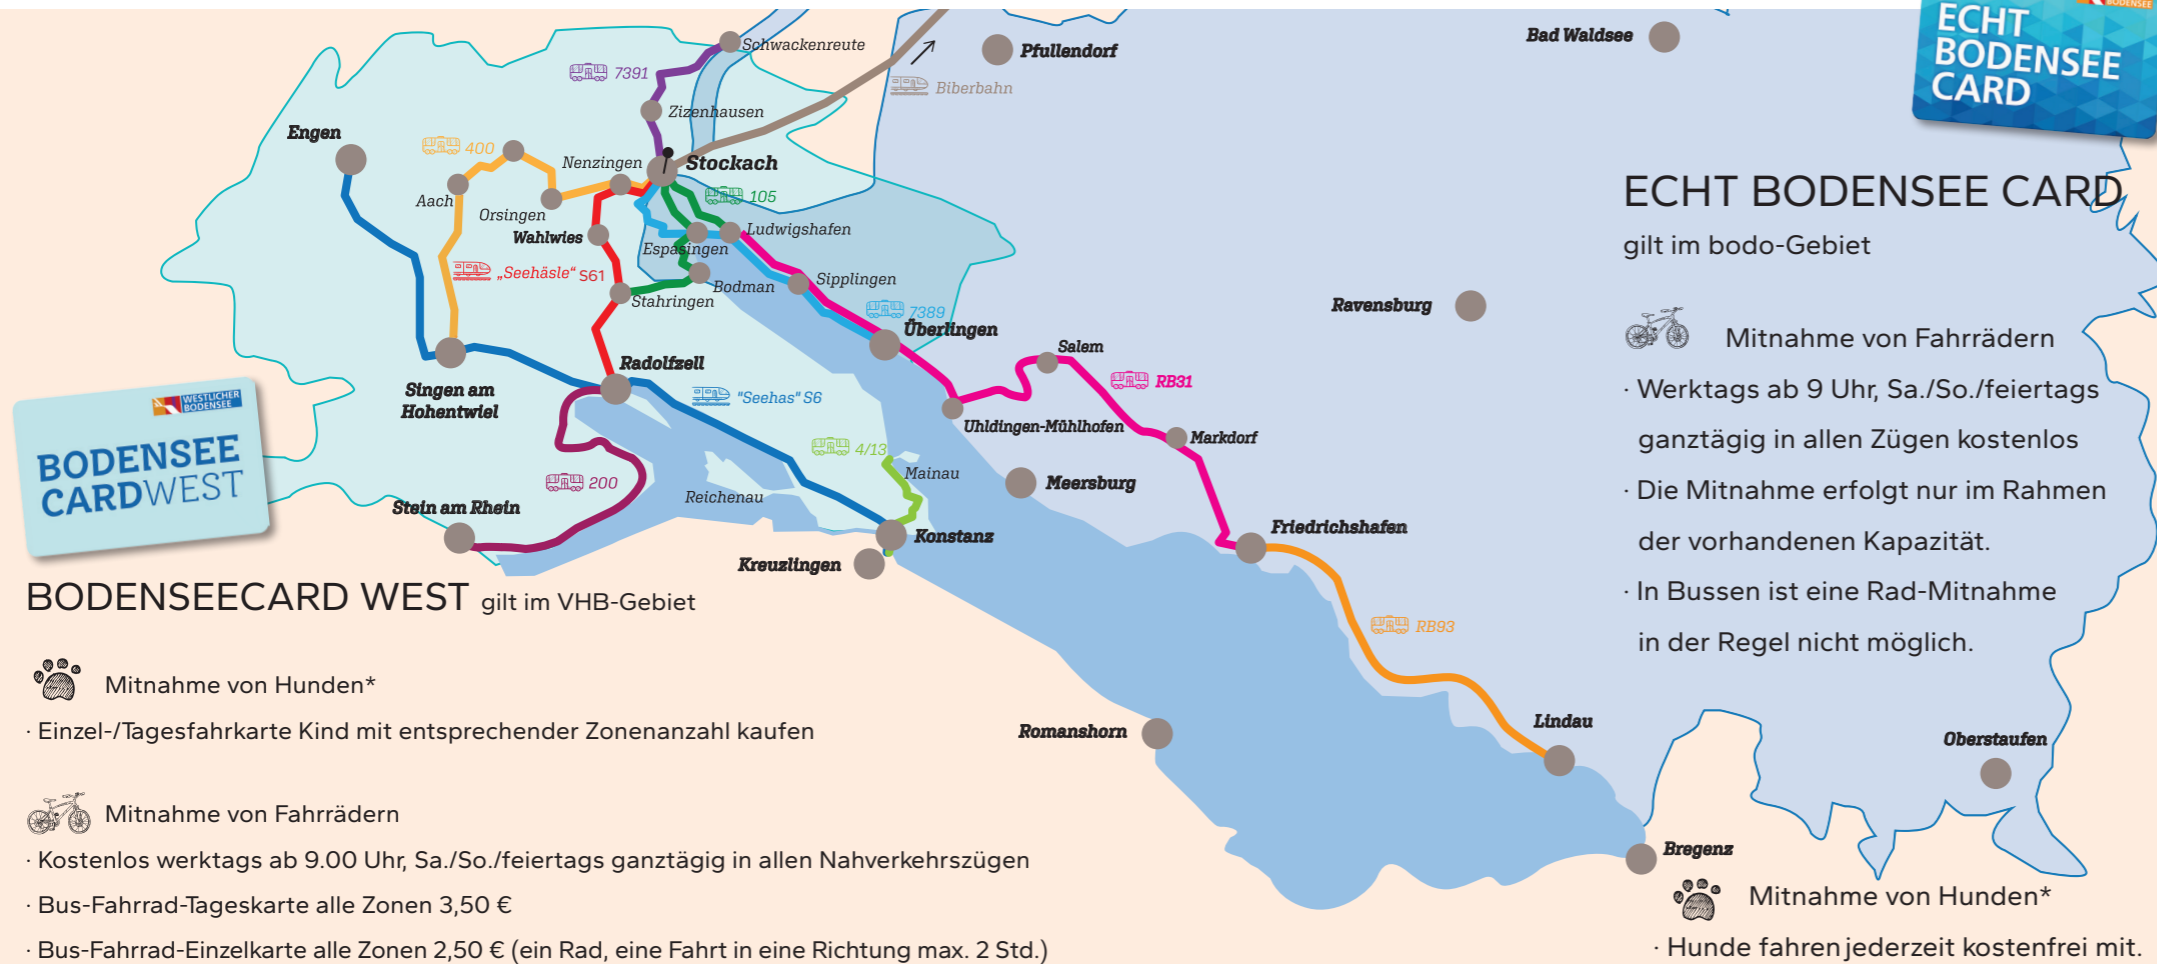 Schwackenreute
7391
Zizenhausen
Pfullendorf
Biberbahn
Bad Waldsee
BODENSEE
ECHT
BODENSEE
CARD
Engen
400
Nenzingen
Stockach
105
Aach
Orsingen
Wahlwies
Espasingen
Ludwigshafen
„Seehäsle“ S61
Stahringen
Bodman
Sipplingen
7389
Überlingen
Ravensburg
Singen am
Hohentwiel
Radolfzell
"Seehas" S6
Salem
RB31
Uhldingen-Mühlhofen
Markdorf
4/13
Mainau
200
Reichenau
Meersburg
Stein am Rhein
Konstanz
Kreuzlingen
Friedrichshafen
RB93
Romanshorn
Lindau
Oberstaufen
Bregenz
WESTLICHER
BODENSEE
BODENSEE
CARDWEST
BODENSEECARD WEST gilt im VHB-Gebiet
Mitnahme von Hunden*
· Einzel-/Tagesfahrkarte Kind mit entsprechender Zonenanzahl kaufen
Mitnahme von Fahrrädern
· Kostenlos werktags ab 9.00 Uhr, Sa./So./feiertags ganztägig in allen Nahverkehrszügen
· Bus-Fahrrad-Tageskarte alle Zonen 3,50 €
· Bus-Fahrrad-Einzelkarte alle Zonen 2,50 € (ein Rad, eine Fahrt in eine Richtung max. 2 Std.)
ECHT BODENSEE CARD
gilt im bodo-Gebiet
Mitnahme von Fahrrädern
· Werktags ab 9 Uhr, Sa./So./feiertags
ganztägig in allen Zügen kostenlos
· Die Mitnahme erfolgt nur im Rahmen
der vorhandenen Kapazität.
· In Bussen ist eine Rad-Mitnahme
in der Regel nicht möglich.
Mitnahme von Hunden*
· Hunde fahren jederzeit kostenfrei mit.